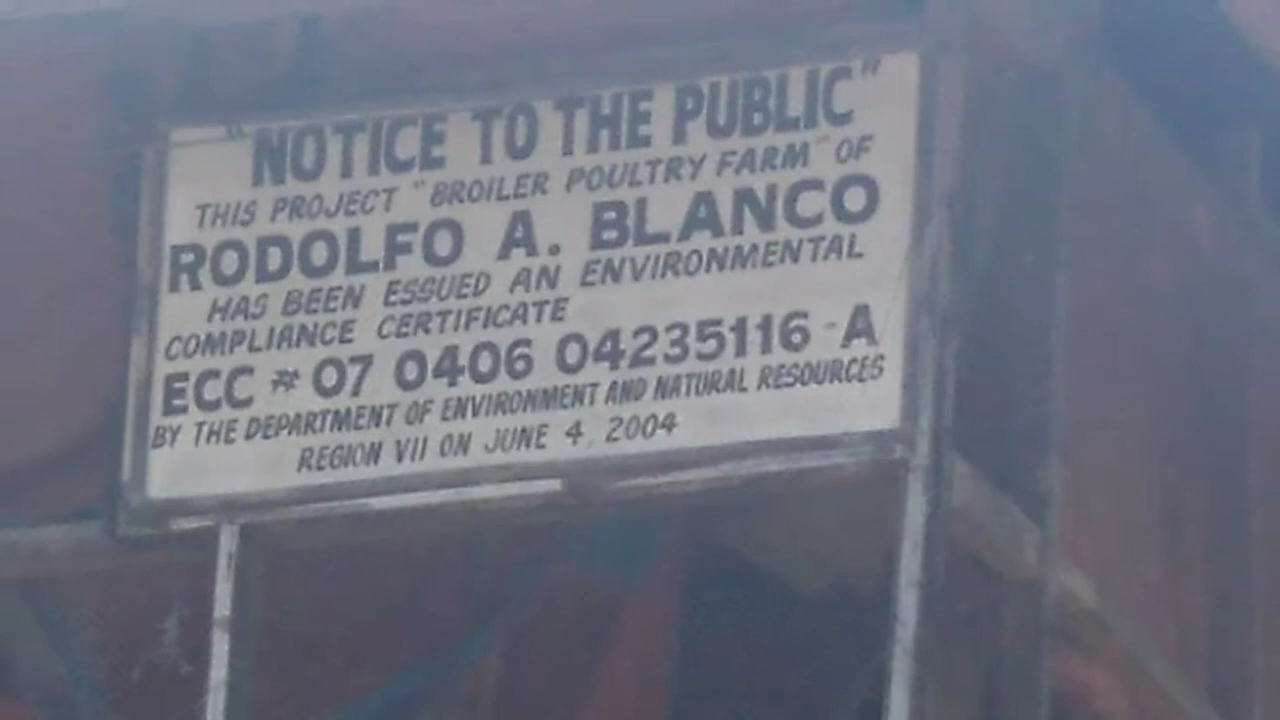 "NOTICE TO THE PUBLIC"
THIS PROJECT "BROILER POULTRY FARM" OF
RODOLFO A. BLANCO
HAS BEEN ESSUED AN ENVIRONMENTAL
COMPLIANCE CERTIFICATE
ECC # 07 0406 04235116-A
BY THE DEPARTMENT OF ENVIRONMENT AND NATURAL RESOURCES
REGION VII ON JUNE 4, 2004